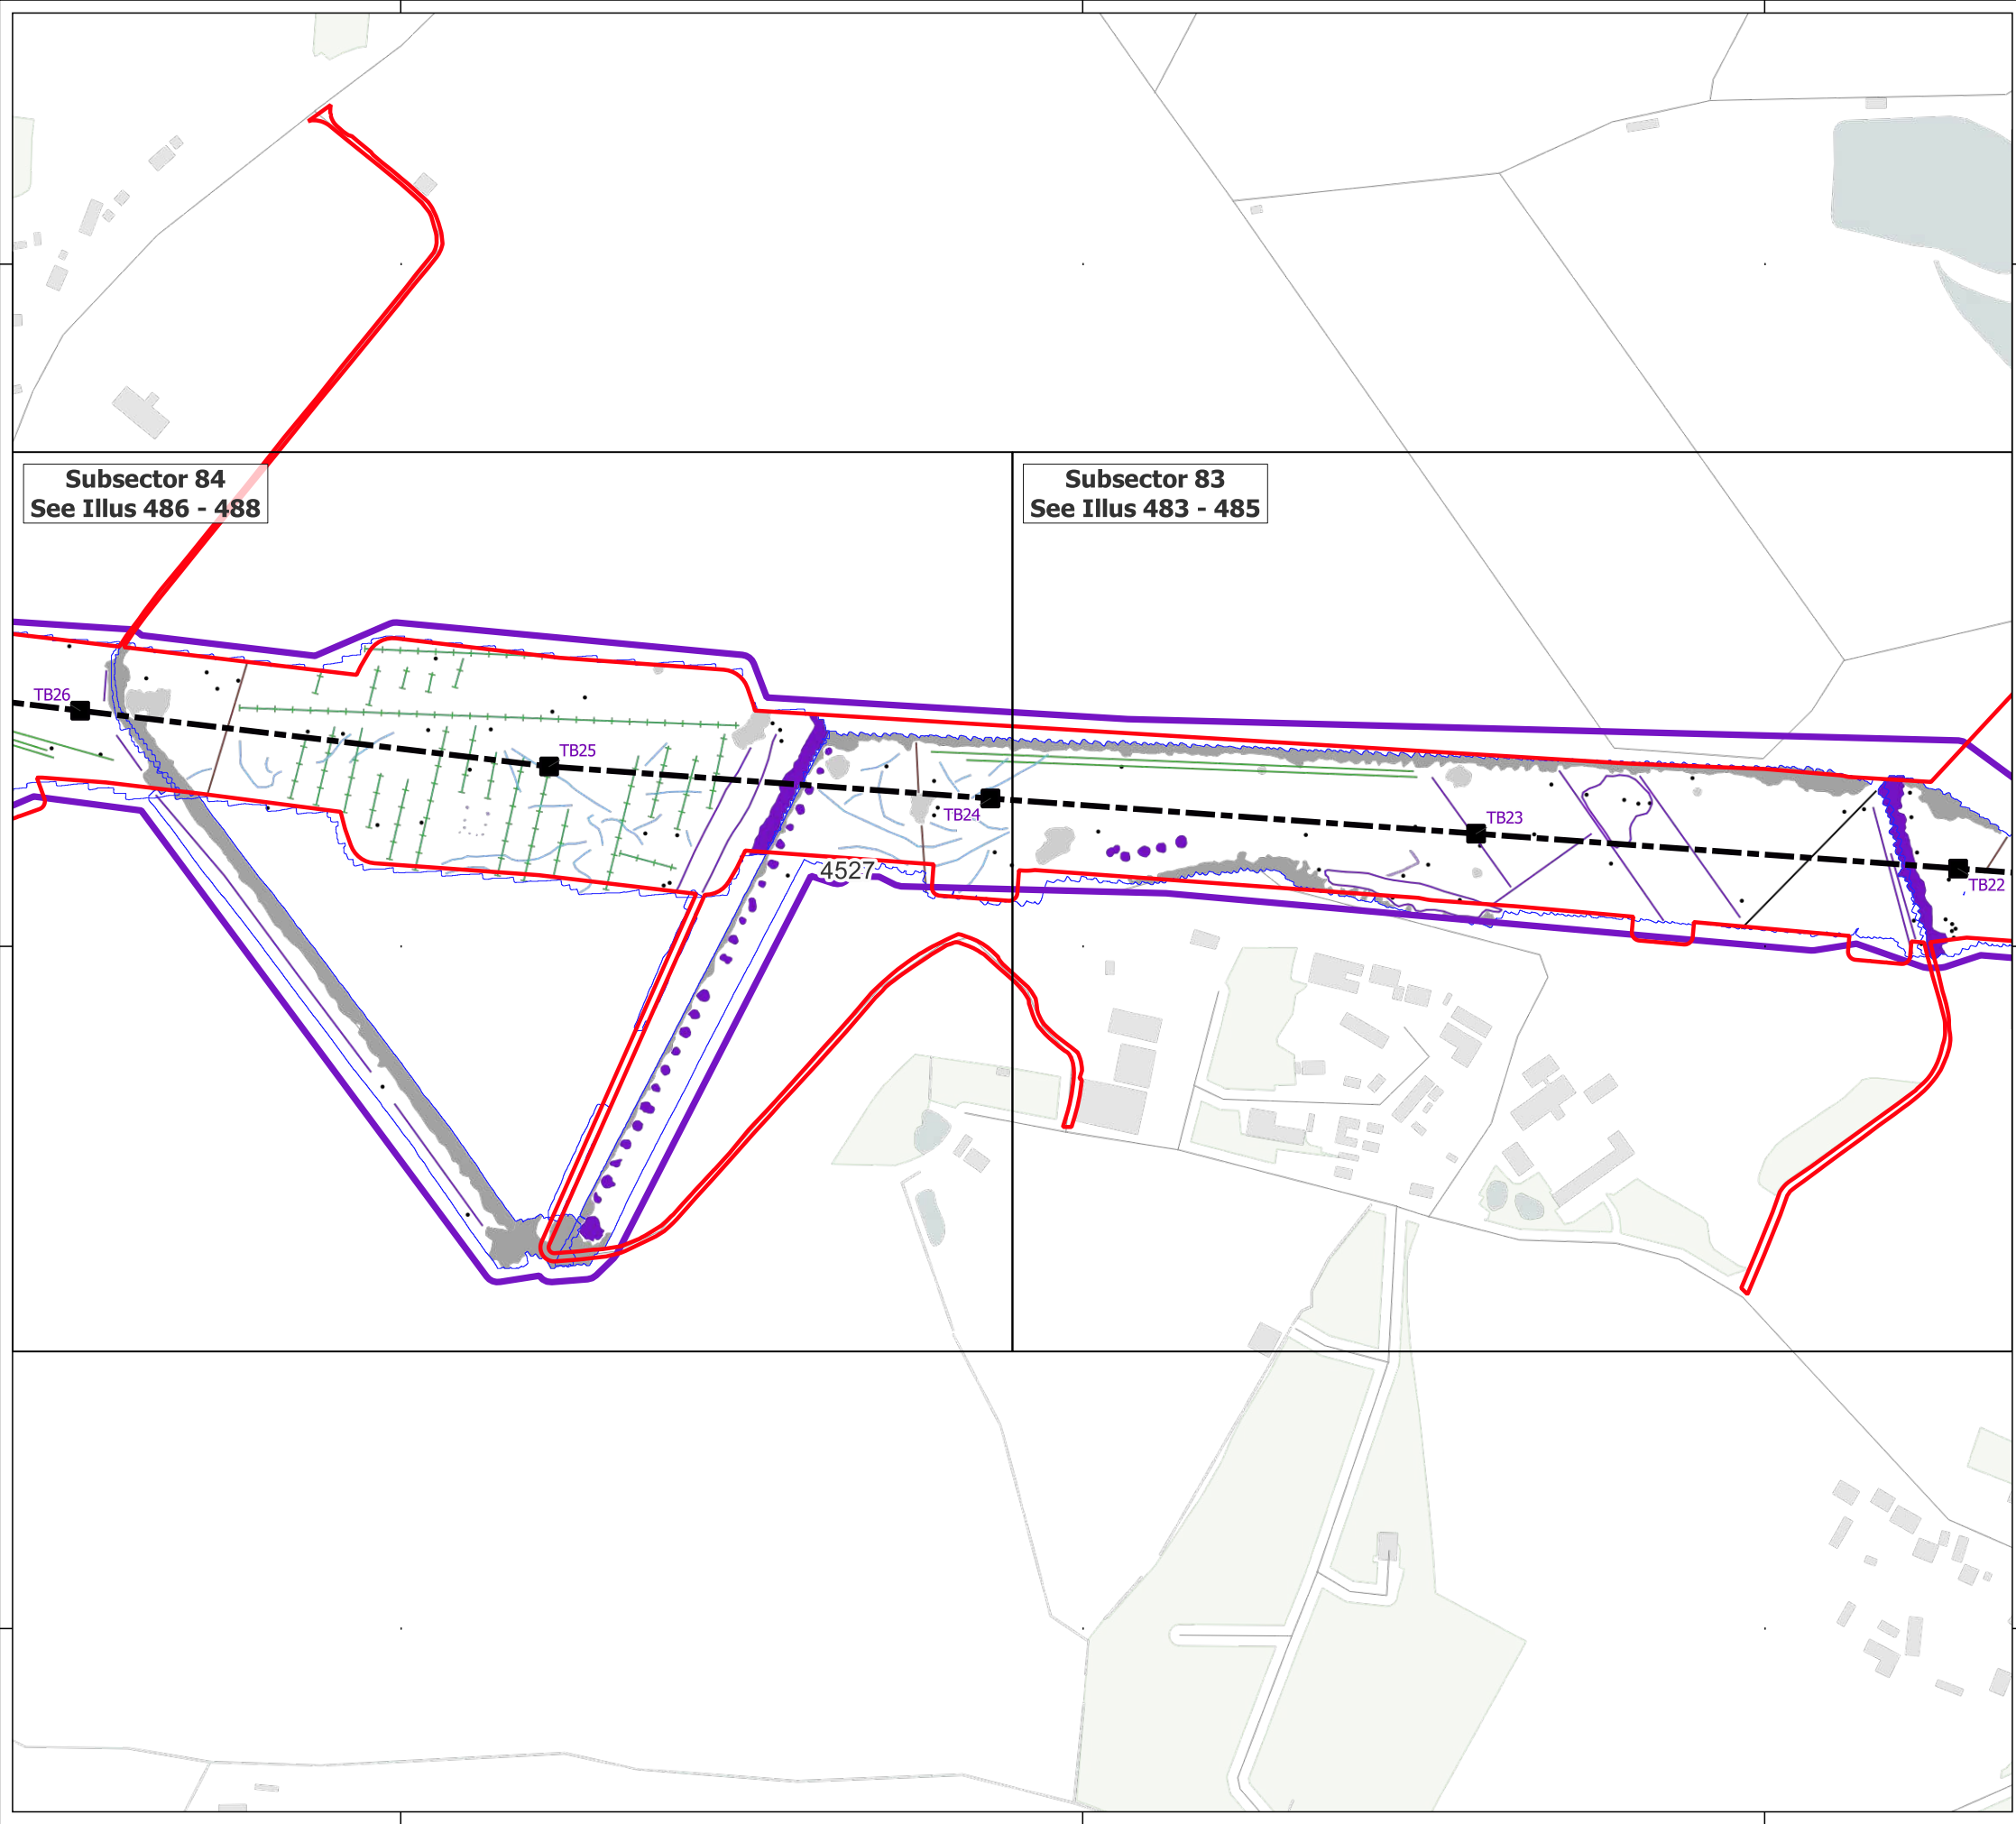 Subsector 84
See Illus 486 - 488
Subsector 83
See Illus 483 - 485
TB26
TB25
TB24
TB23
4527
TB22